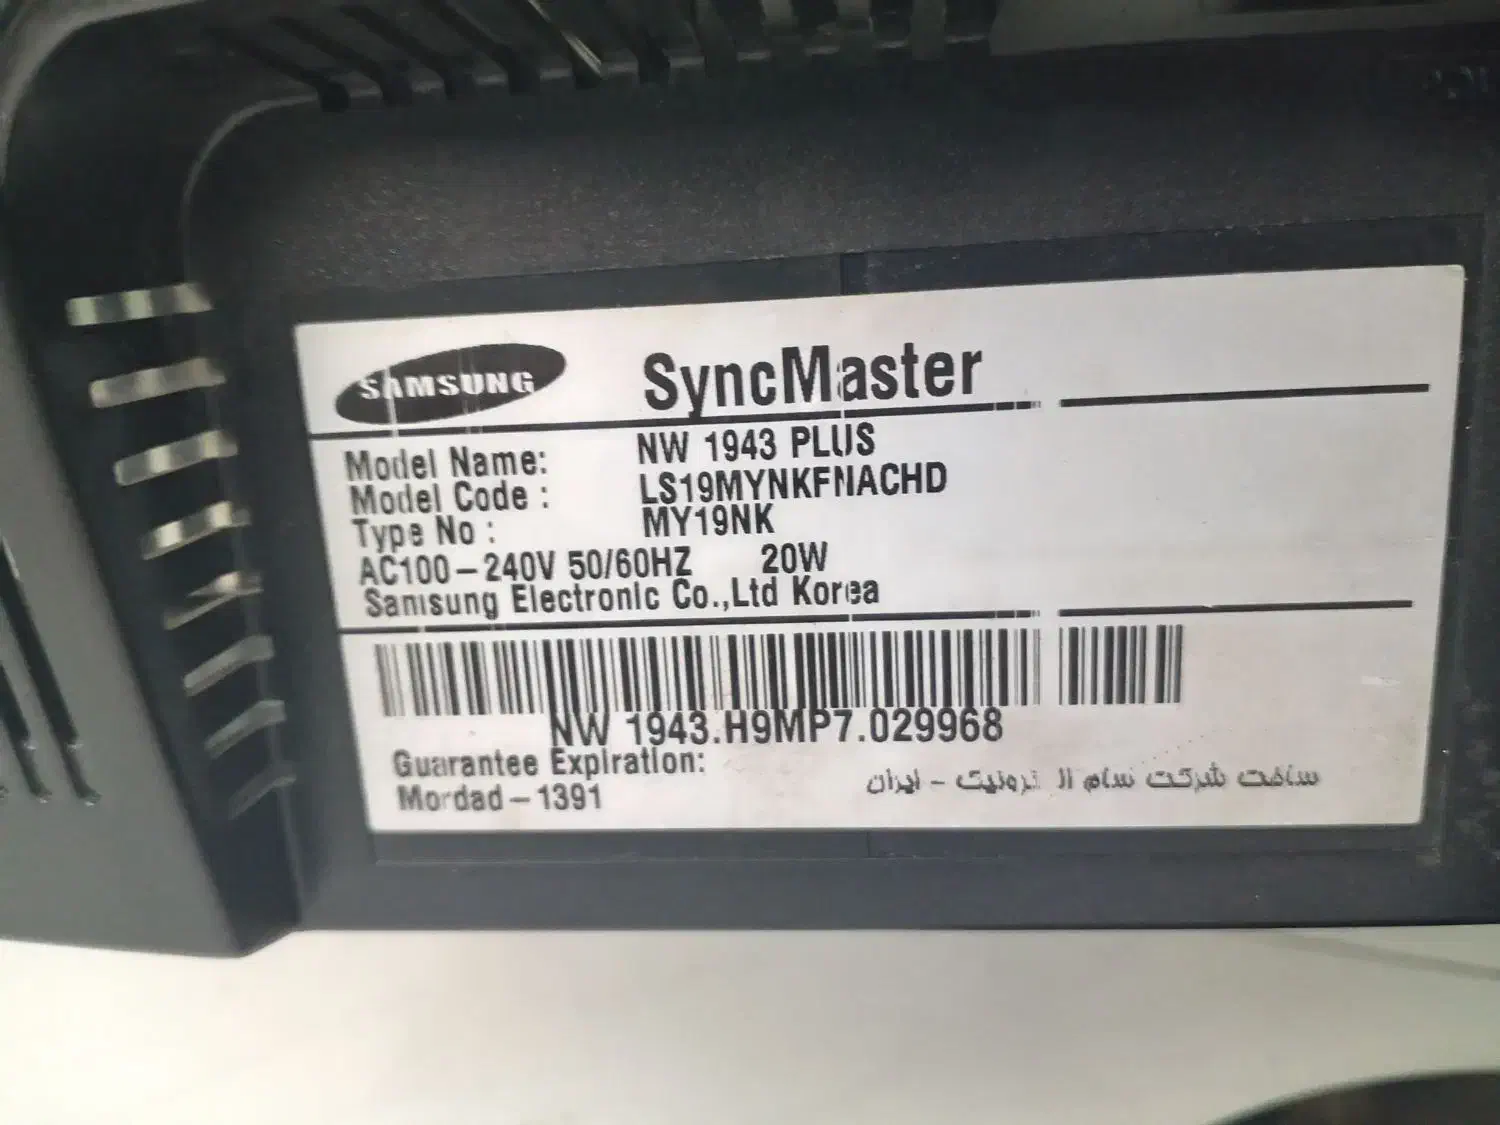 SAMSUNG
SyncMaster
Model Name: NW 1943 PLUS
Model Code : LS19MYNKFNACHD
Type No : MY19NK
AC100-240V 50/60HZ 20W
Samsung Electronic Co.,Ltd Korea
NW 1943.H9MP7.029968
Guarantee Expiration:
Mordad-1391
ساخت شرکت سام الکترونیک - ایران